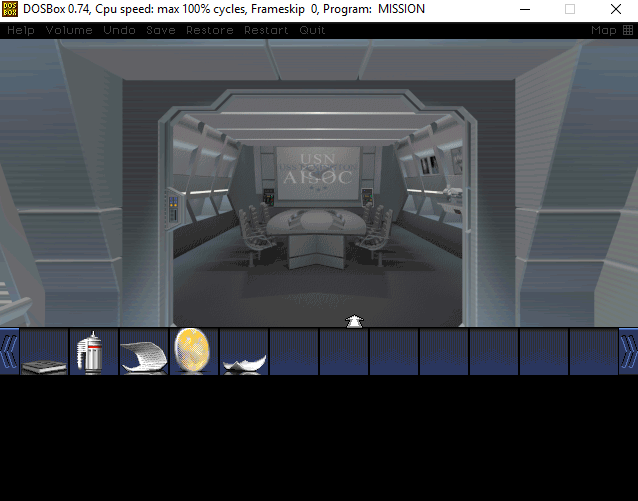 DOSBox 0.74, Cpu speed: max 100% cycles, Frameskip 0, Program: MISSION
Help Volume Undo Save Restore Restart Quit Map
USN
AISOC